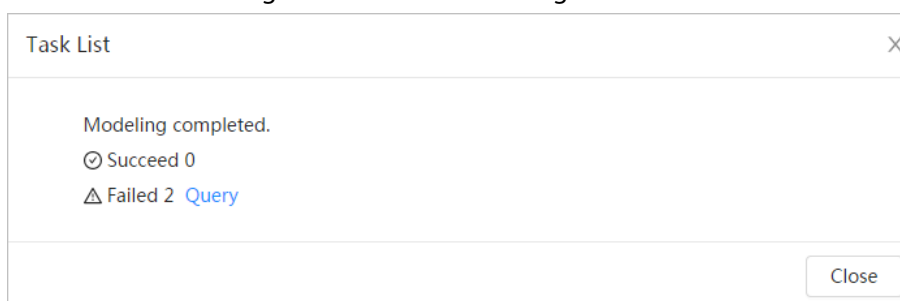 Task List
Modeling completed.
Succeed 0
Failed 2 Query
Close